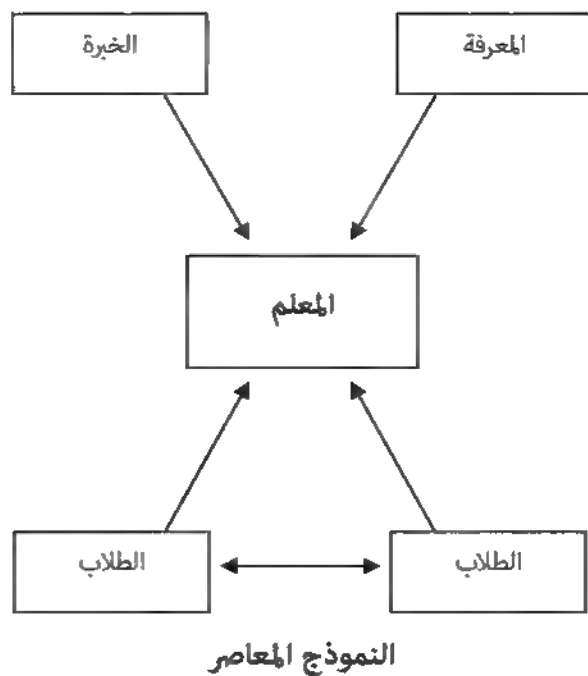 الخبرة
المعرفة
المعلم
الطلاب
الطلاب
النموذج المعاصر